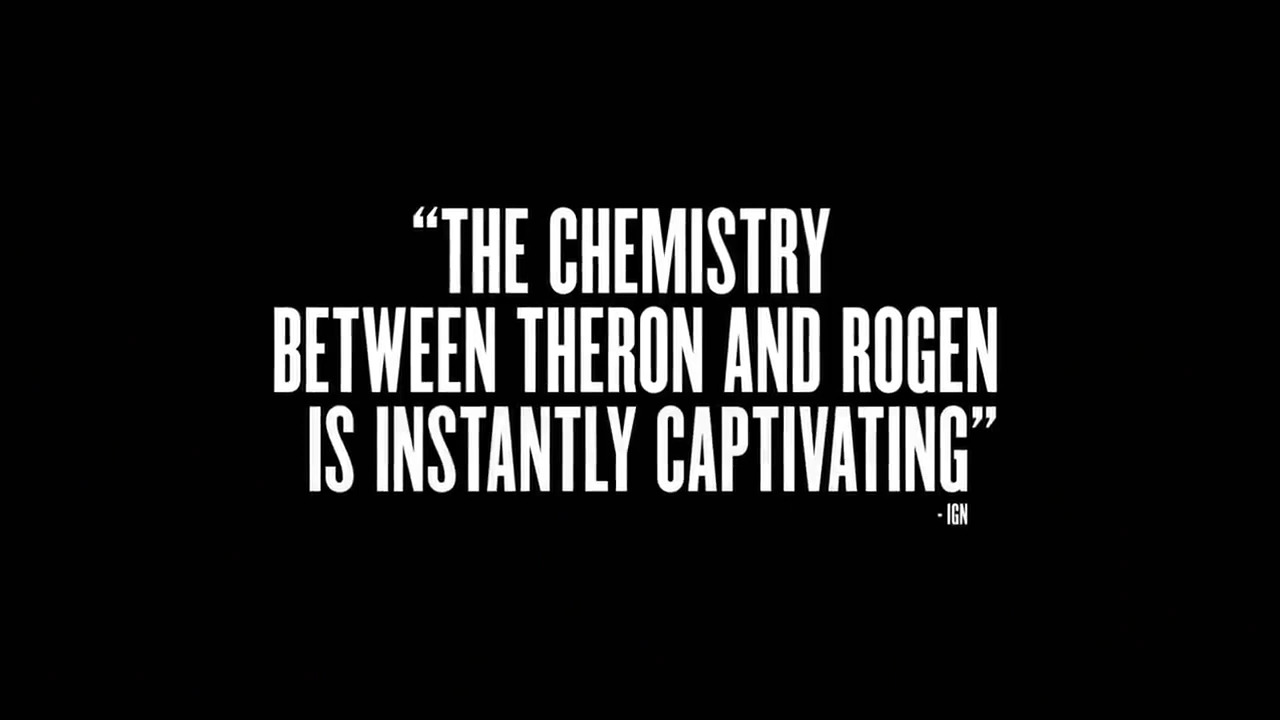 “THE CHEMISTRY
BETWEEN THERON AND ROGEN
IS INSTANTLY CAPTIVATING”
- IGN